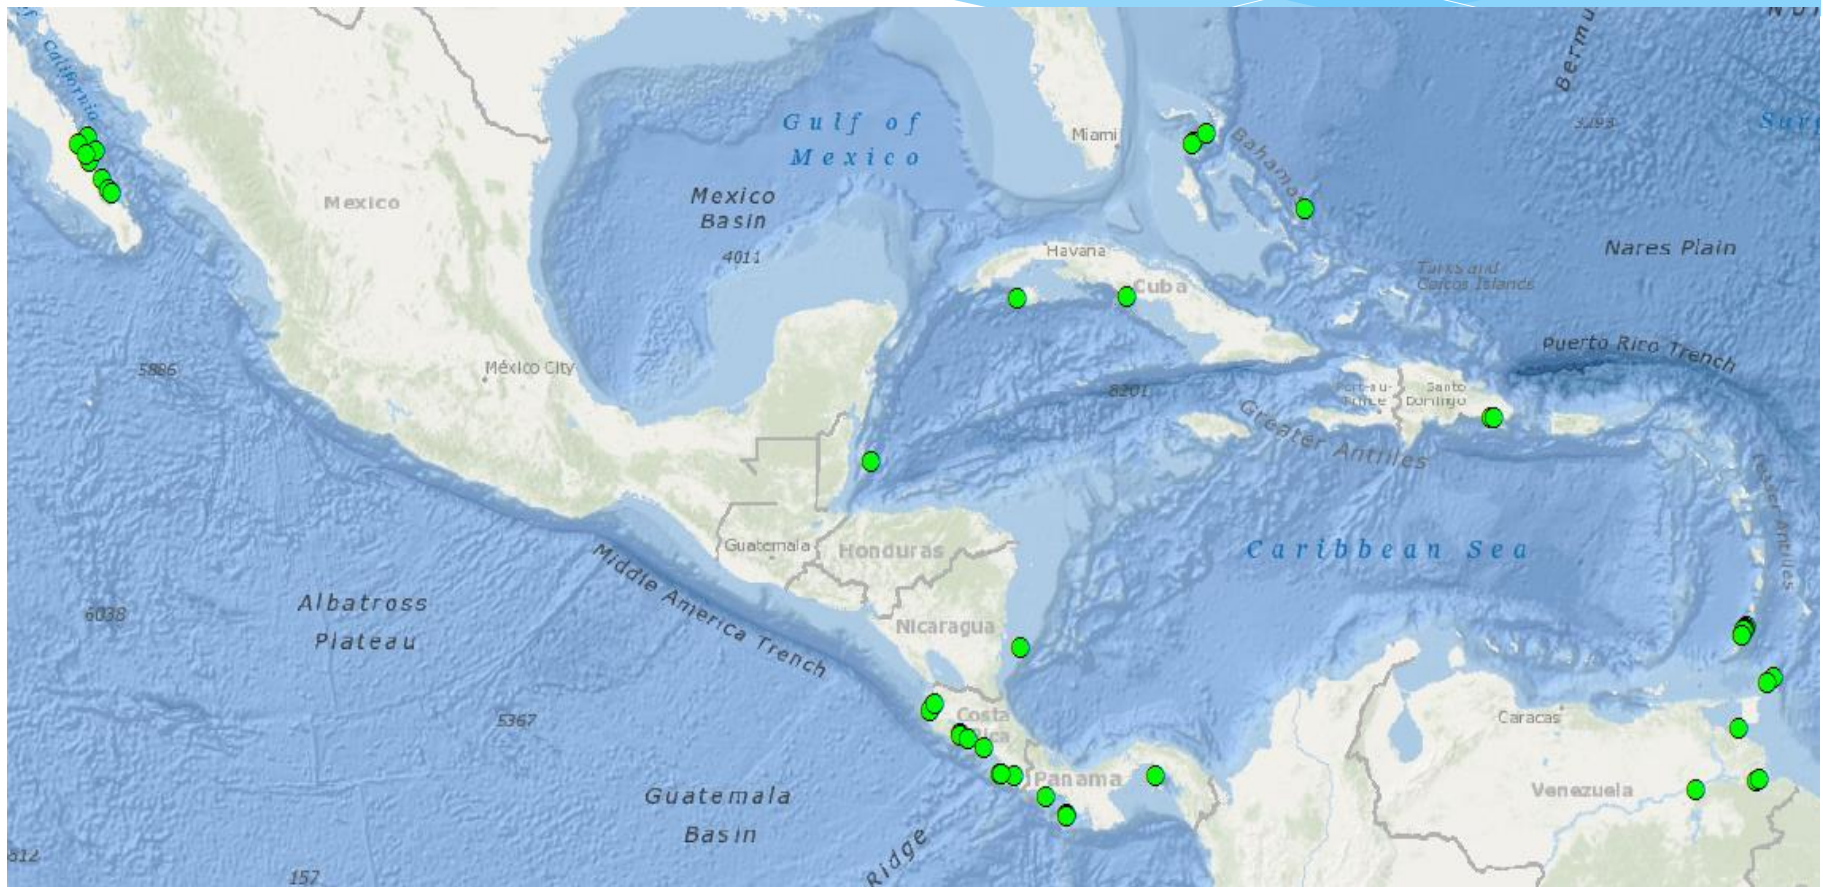 California
Gulf of
Mexico
Miami
Bahamas
3293
Mexico
Mexico
Basin
4011
Havana
Cuba
Nares Plain
Turks and
Caicos Islands
5886
México City
8201
Port-au-
Prince
Santo
Domingo
Puerto Rico Trench
Greater Antilles
Lesser Antilles
Guatemala
Honduras
Caribbean Sea
Middle America Trench
Albatross
Plateau
6038
Nicaragua
5367
Costa
Rica
Caracas
Panama
Venezuela
Guatemala
Basin
Ridge
157